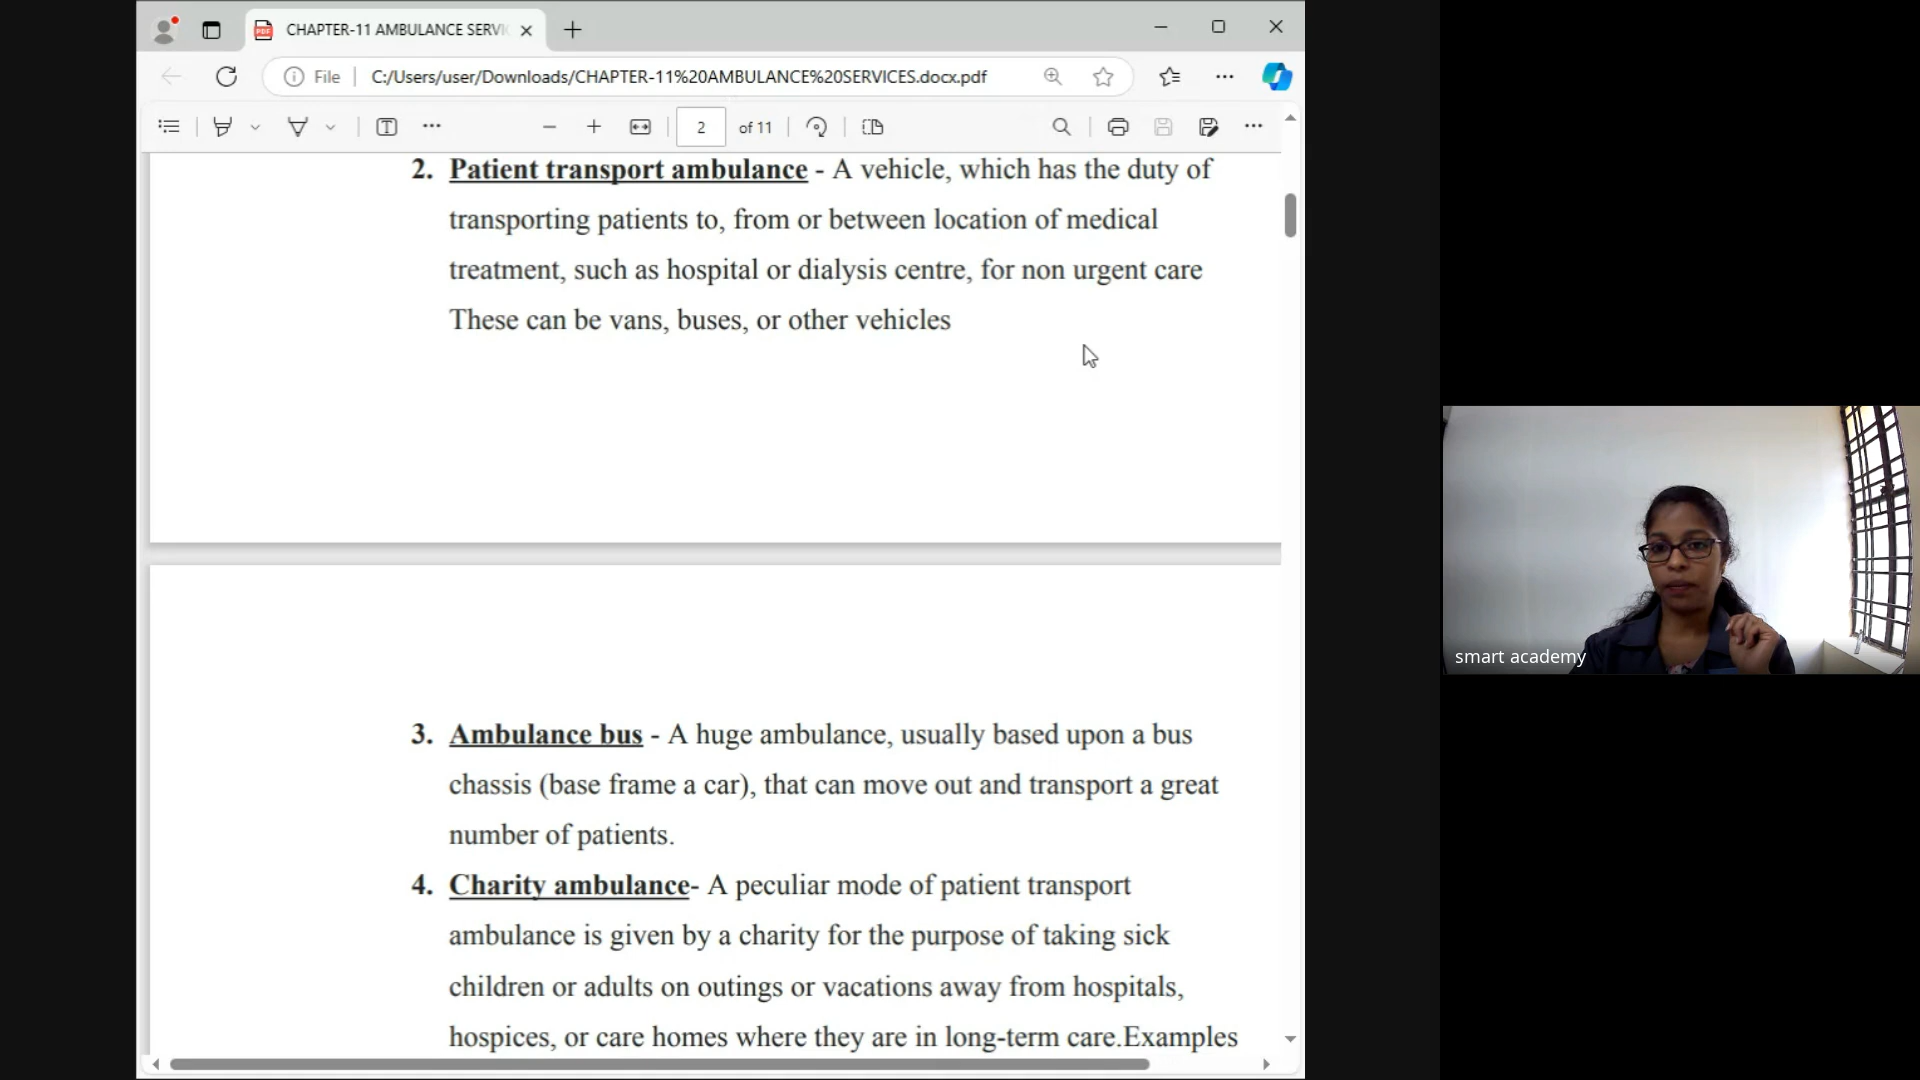 CHAPTER-11 AMBULANCE SERVI
File
C:/Users/user/Downloads/CHAPTER-11%20AMBULANCE%20SERVICES.docx.pdf
2 of 11
2. Patient transport ambulance - A vehicle, which has the duty of
transporting patients to, from or between location of medical
treatment, such as hospital or dialysis centre, for non urgent care
These can be vans, buses, or other vehicles
3. Ambulance bus - A huge ambulance, usually based upon a bus
chassis (base frame a car), that can move out and transport a great
number of patients.
4. Charity ambulance- A peculiar mode of patient transport
ambulance is given by a charity for the purpose of taking sick
children or adults on outings or vacations away from hospitals,
hospices, or care homes where they are in long-term care.Examples
smart academy